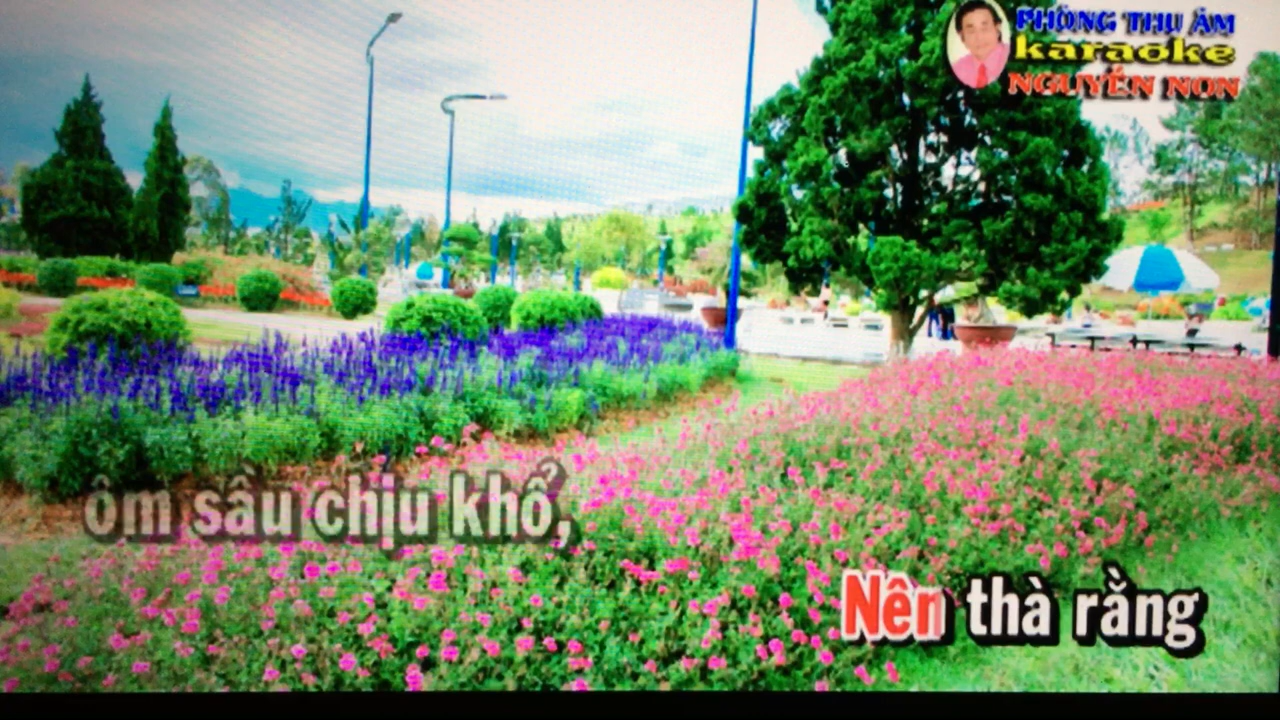 PHÒNG THU ÂM
karaoke
NGUYỄN NON
ôm sầu chịu khổ,
Nên thà rằng